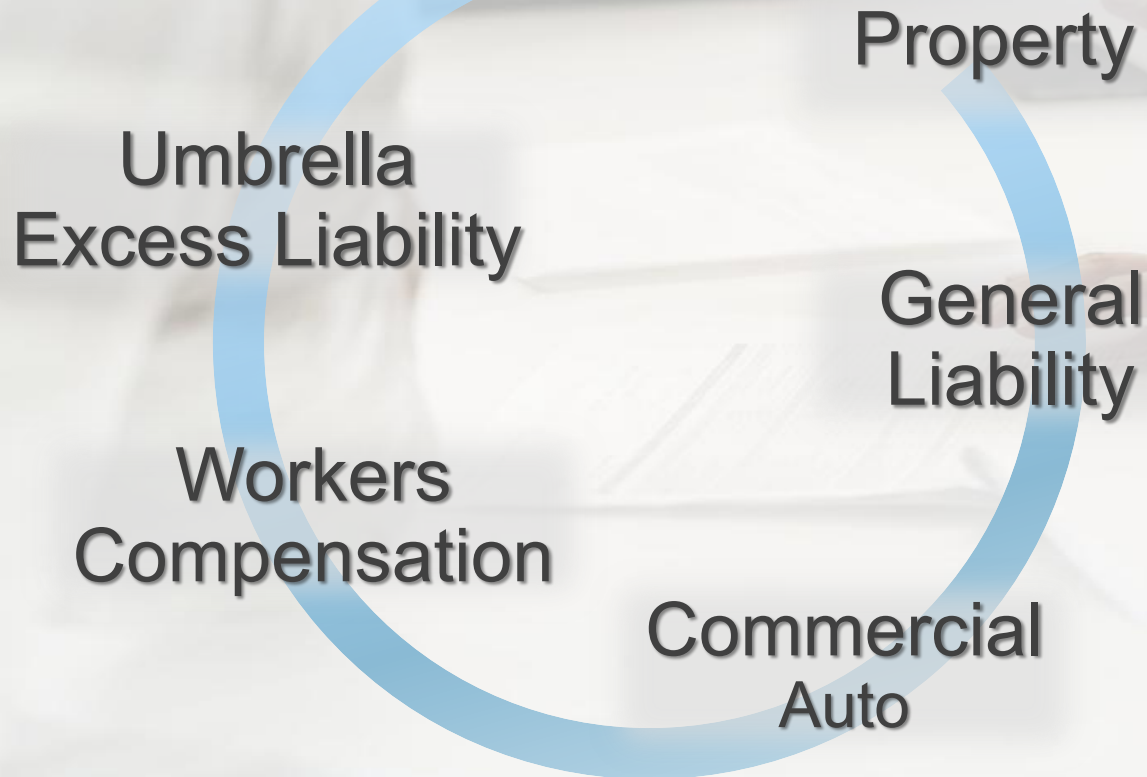 Property
Umbrella
Excess Liability
General
Liability
Workers
Compensation
Commercial
Auto